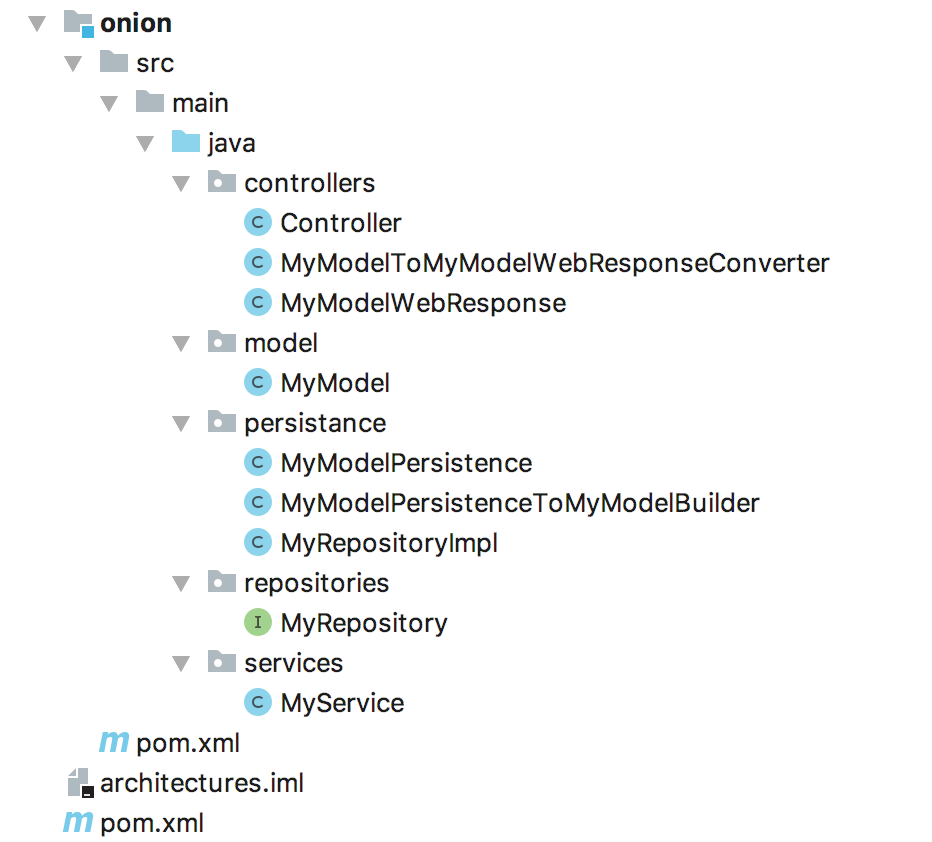 onion
src
main
java
controllers
C Controller
C MyModelToMyModelWebResponseConverter
C MyModelWebResponse
model
C MyModel
persistance
C MyModelPersistence
C MyModelPersistenceToMyModelBuilder
C MyRepositoryImpl
repositories
I MyRepository
services
C MyService
m pom.xml
architectures.iml
m pom.xml